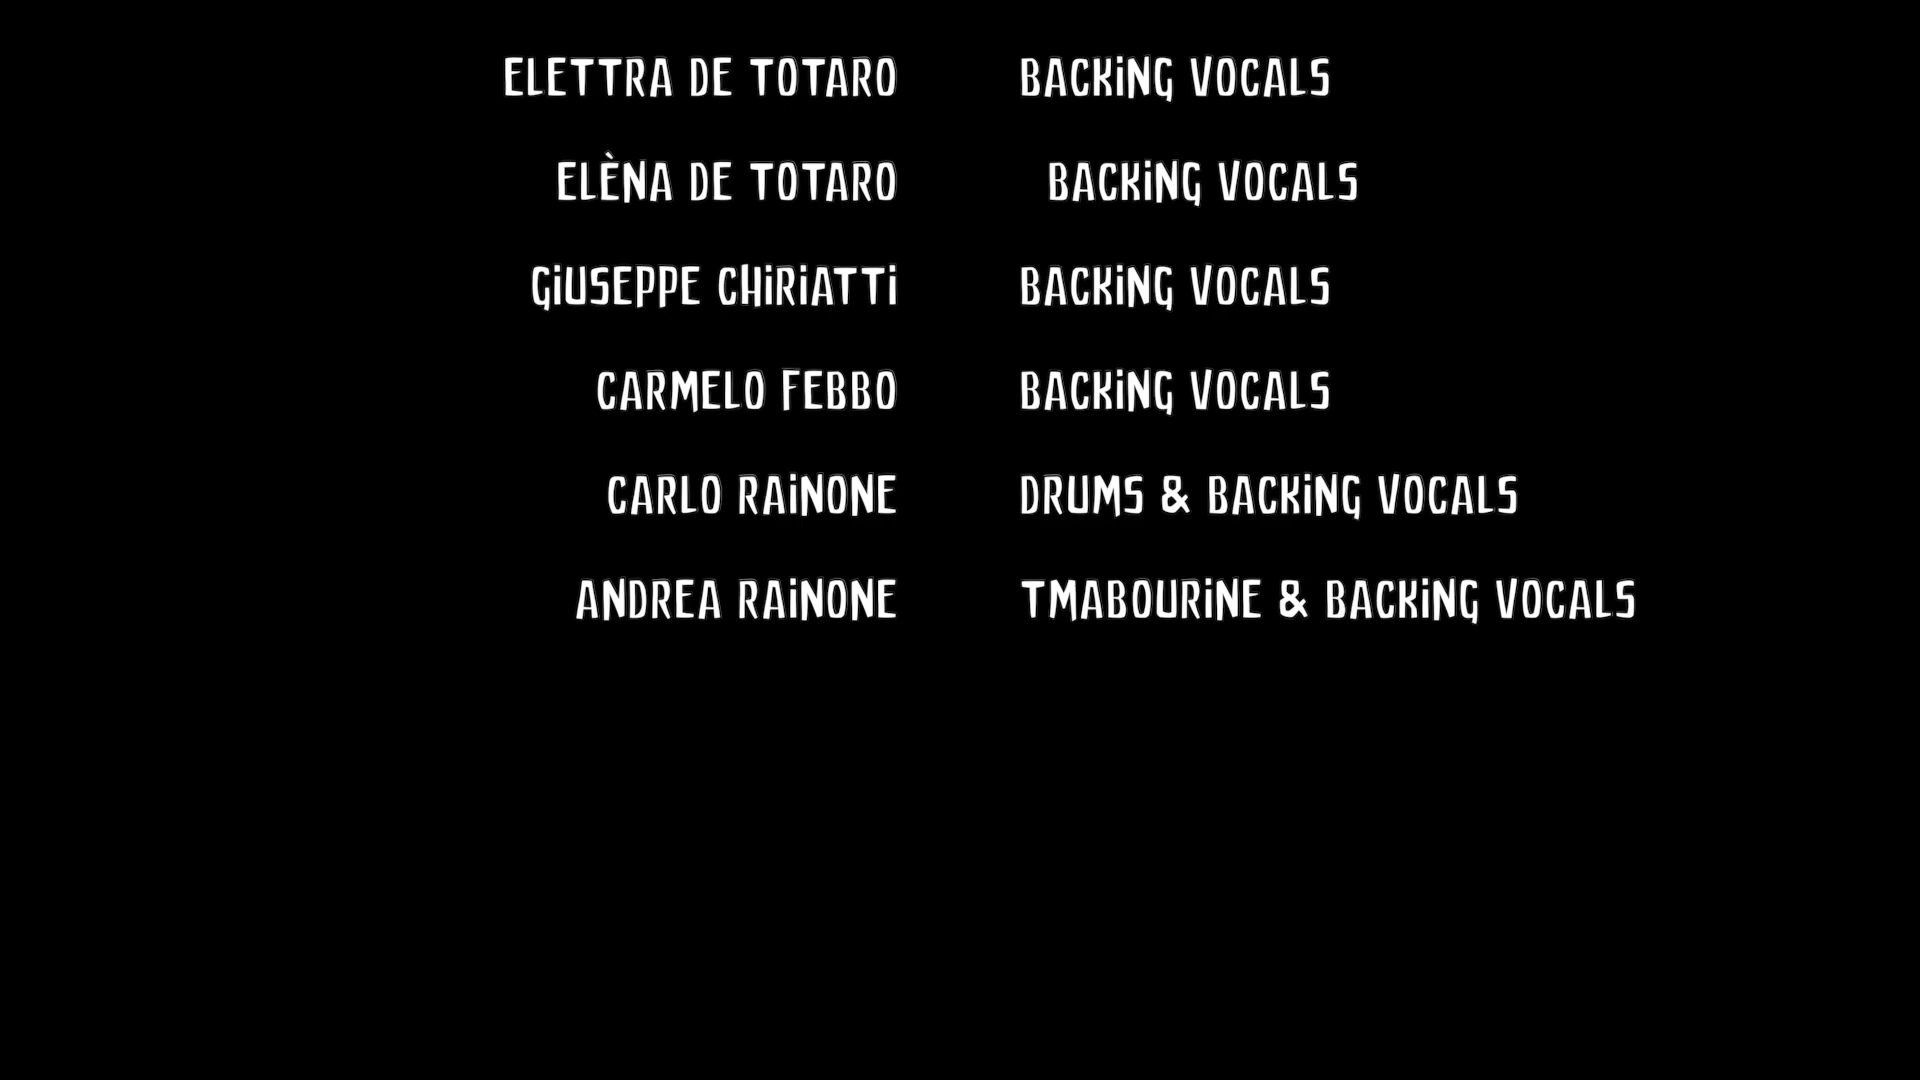 ELETTRA DE TOTARO BACKiNG VOCALS
ELÈNA DE TOTARO BACKiNG VOCALS
GiUSEPPE CHiRiATTi BACKiNG VOCALS
CARMELO FEBBO BACKiNG VOCALS
CARLO RAiNONE DRUMS & BACKiNG VOCALS
ANDREA RAiNONE TMABOURiNE & BACKiNG VOCALS